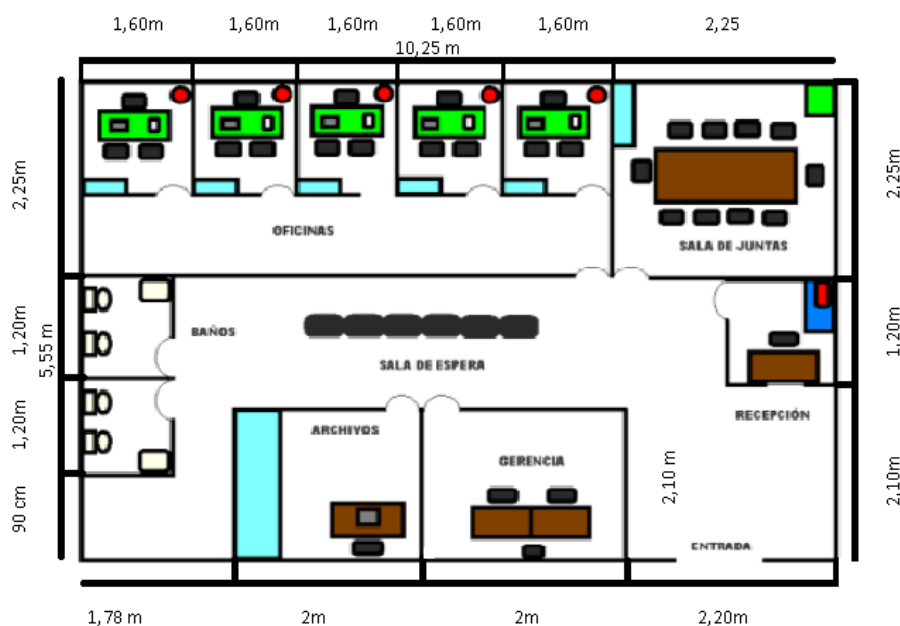 1,60m 1,60m 1,60m 1,60m 1,60m 2,25
10,25 m
2,25m
2.25m
OFICINAS
SALA DE JUNTAS
1,20m
5,55 m
BAÑOS
1.20m
SALA DE ESPERA
1,20m
RECEPCIÓN
ARCHIVOS
GERENCIA
2,10 m
2.10m
90 cm
ENTRADA
1,78 m 2m 2m 2,20m